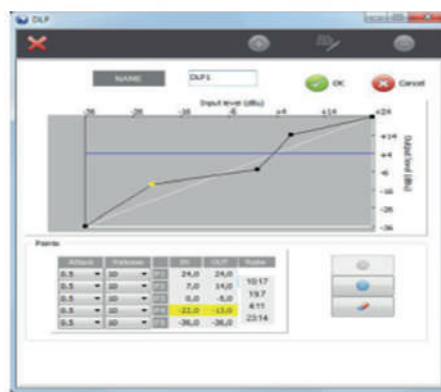 DLP
NAME
DLP1
OK
Cancel
Input level (dBu)
-36 -26 -16 -6 +4 +14 +24
+14
+4
-6
-16
-26
-36
Output level (dBu)
Points
Attack Release IN OUT Ratio
0.5 10 24,0 24,0
0.5 10 7,0 14,0 10:17
0.5 10 0,0 -5,0 19:7
0.5 10 -22,0 -13,0 4:11
0.5 10 -36,0 -36,0 23:14